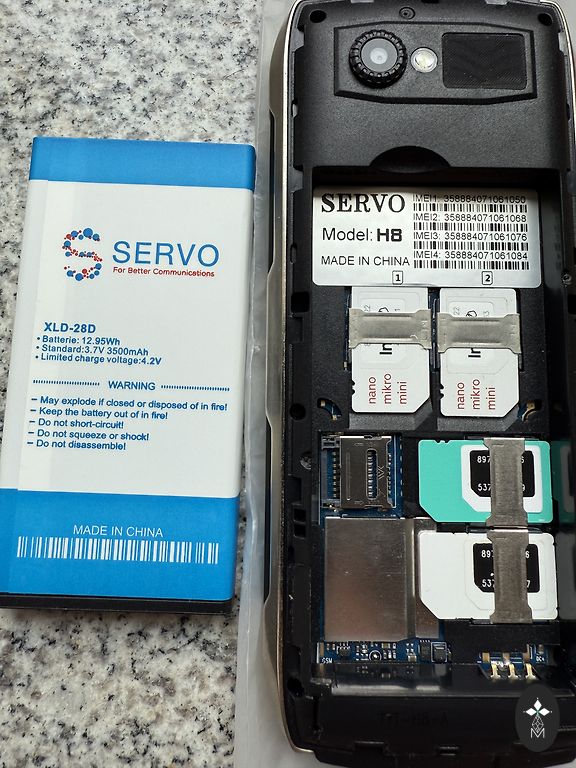 SERVO
For Better Communications
XLD-28D
• Batterie: 12.95Wh
• Standard:3.7V 3500mAh
• Limited charge voltage:4.2V
WARNING
– May explode if closed or disposed of in fire!
– Keep the battery out of in fire!
– Do not short-circuit!
– Do not squeeze or shock!
– Do not disassemble!
MADE IN CHINA
SERVO
Model: H8
MADE IN CHINA
IMEI1: 358884071061050
IMEI2: 358884071061068
IMEI3: 358884071061076
IMEI4: 358884071061084
1
2
nano
mikro
mini
nano
mikro
mini
GSM
TYT-H8-A